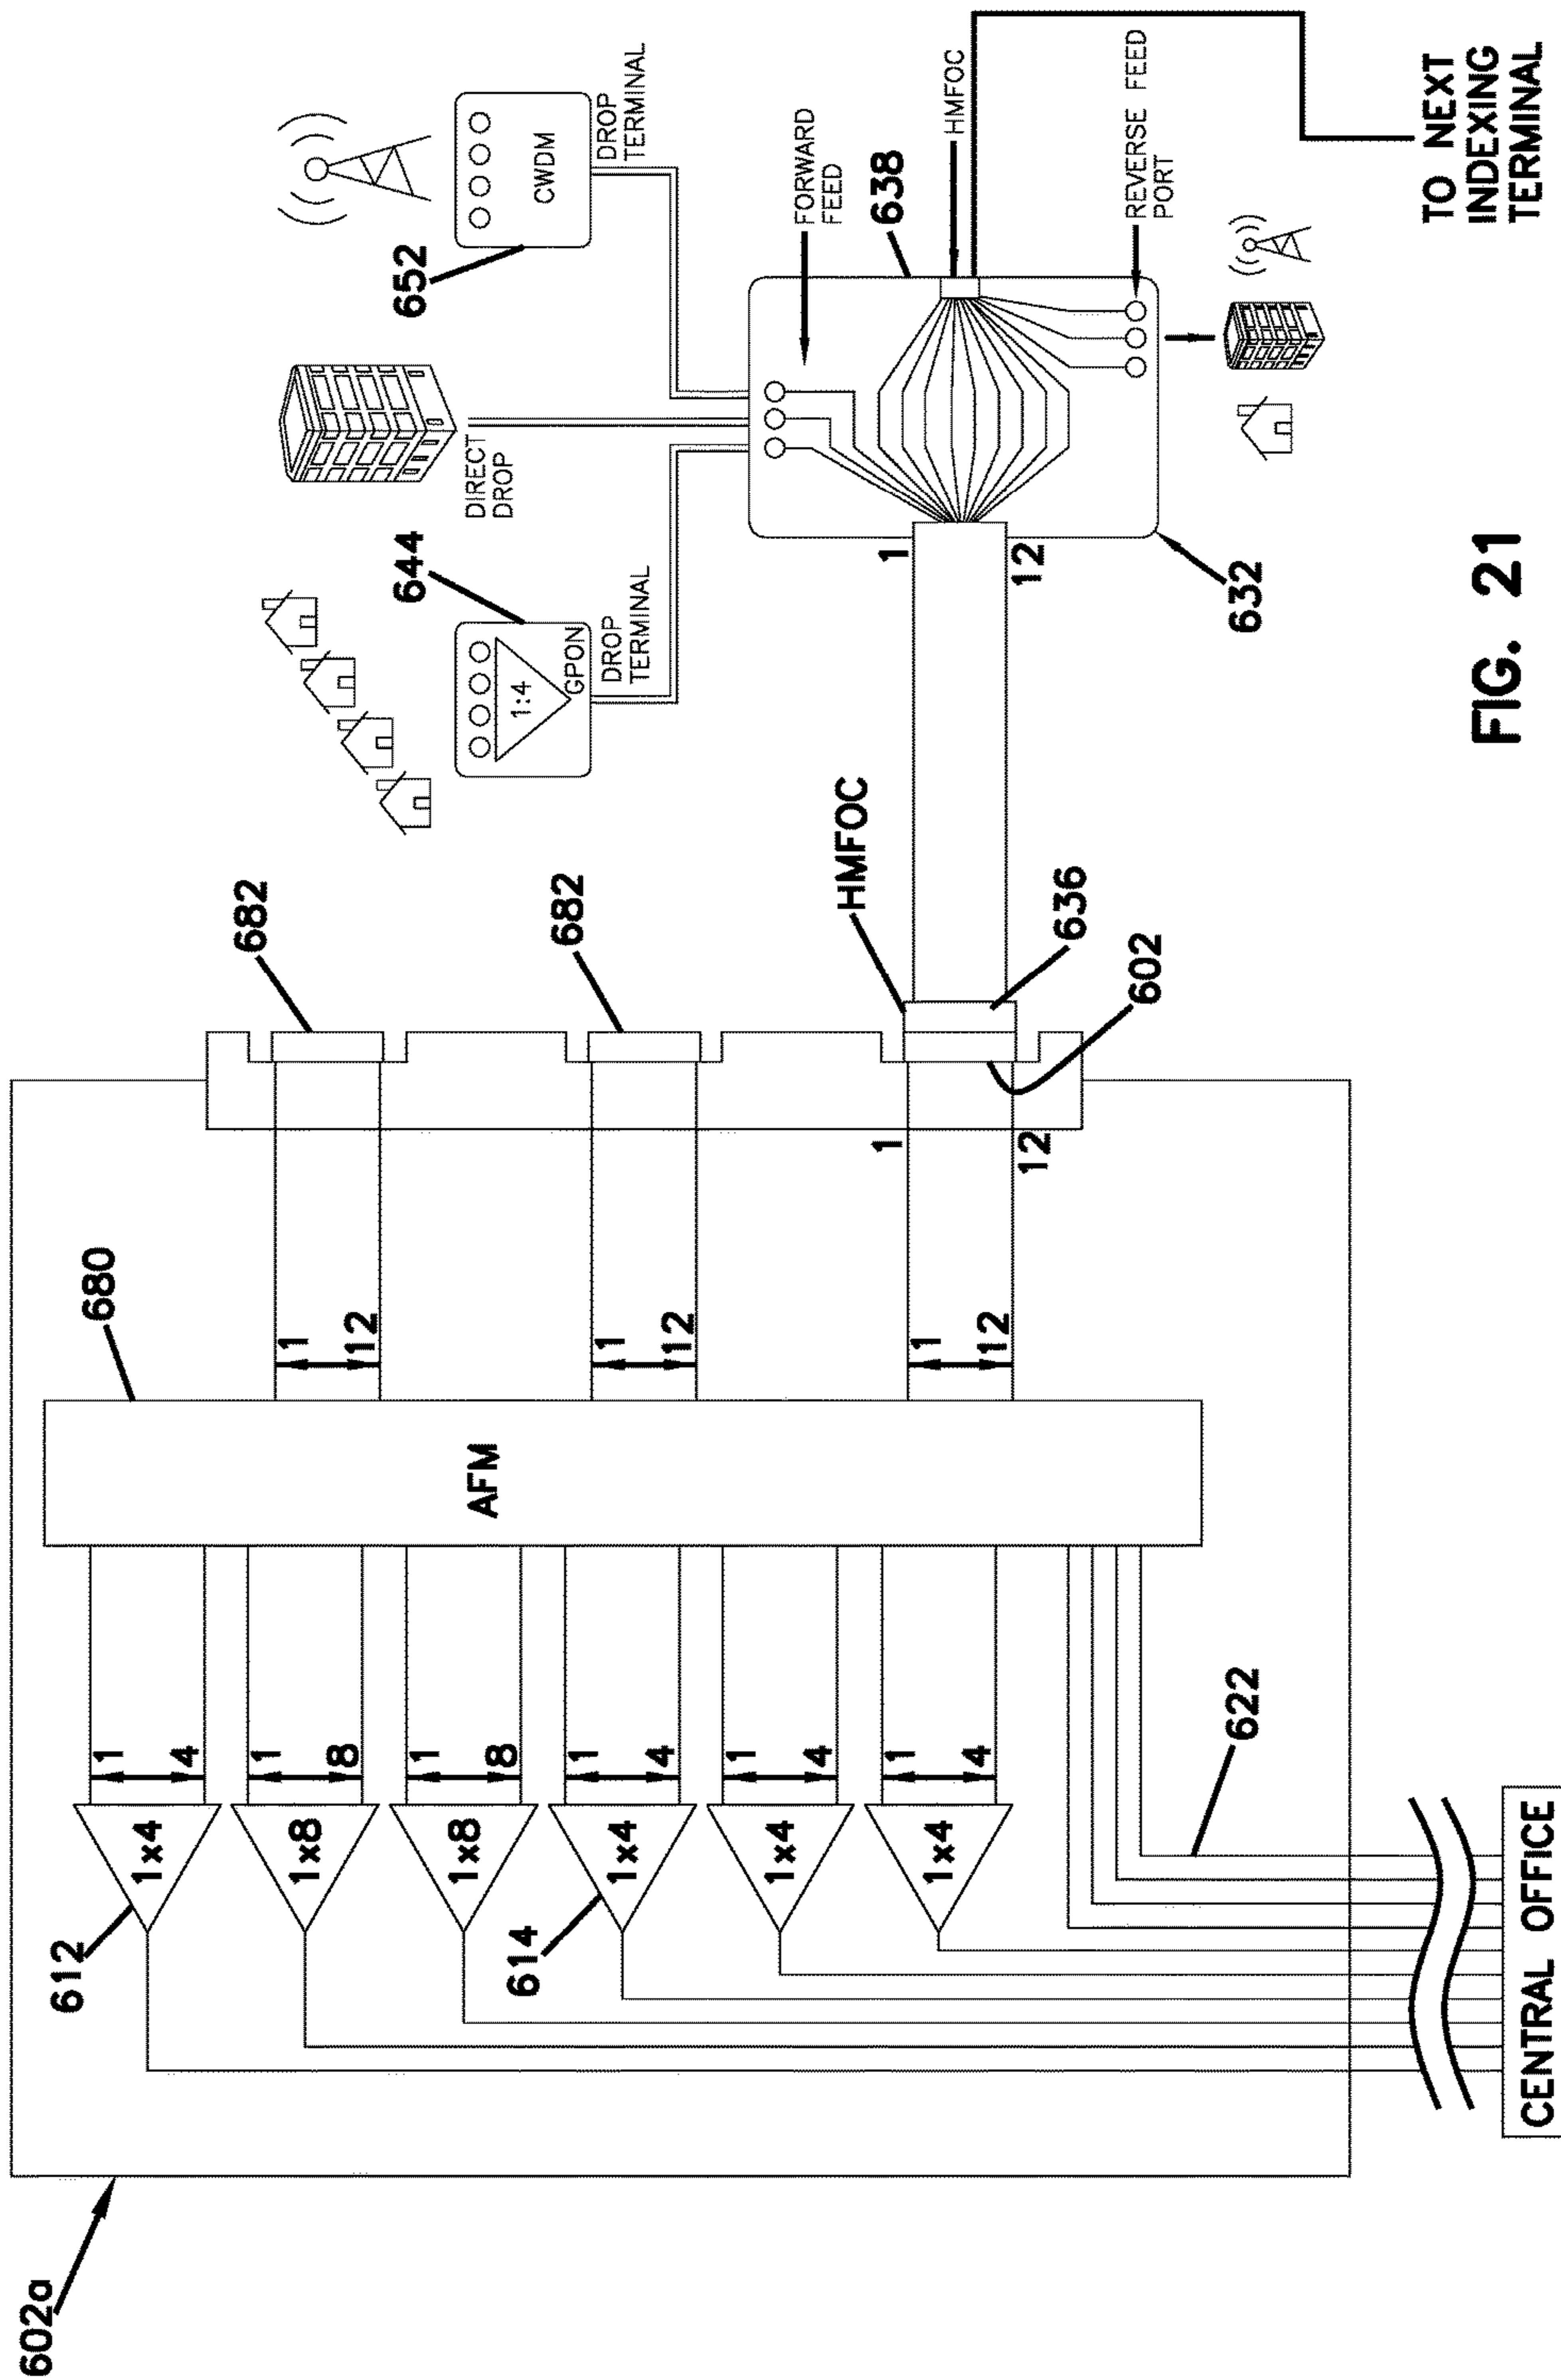 602a
612
1x4
1
4
1x8
1
8
1x8
1
8
614
1x4
1
4
1x4
1
4
1x4
1
4
622
CENTRAL OFFICE
680
AFM
1
12
1
12
1
12
1
12
682
682
HMFOC
636
602
644
1:4
GPON
DROP
TERMINAL
DIRECT
DROP
652
CWDM
DROP
TERMINAL
FORWARD
FEED
638
HMFOC
REVERSE FEED
PORT
1
12
632
TO NEXT
INDEXING
TERMINAL
FIG. 21